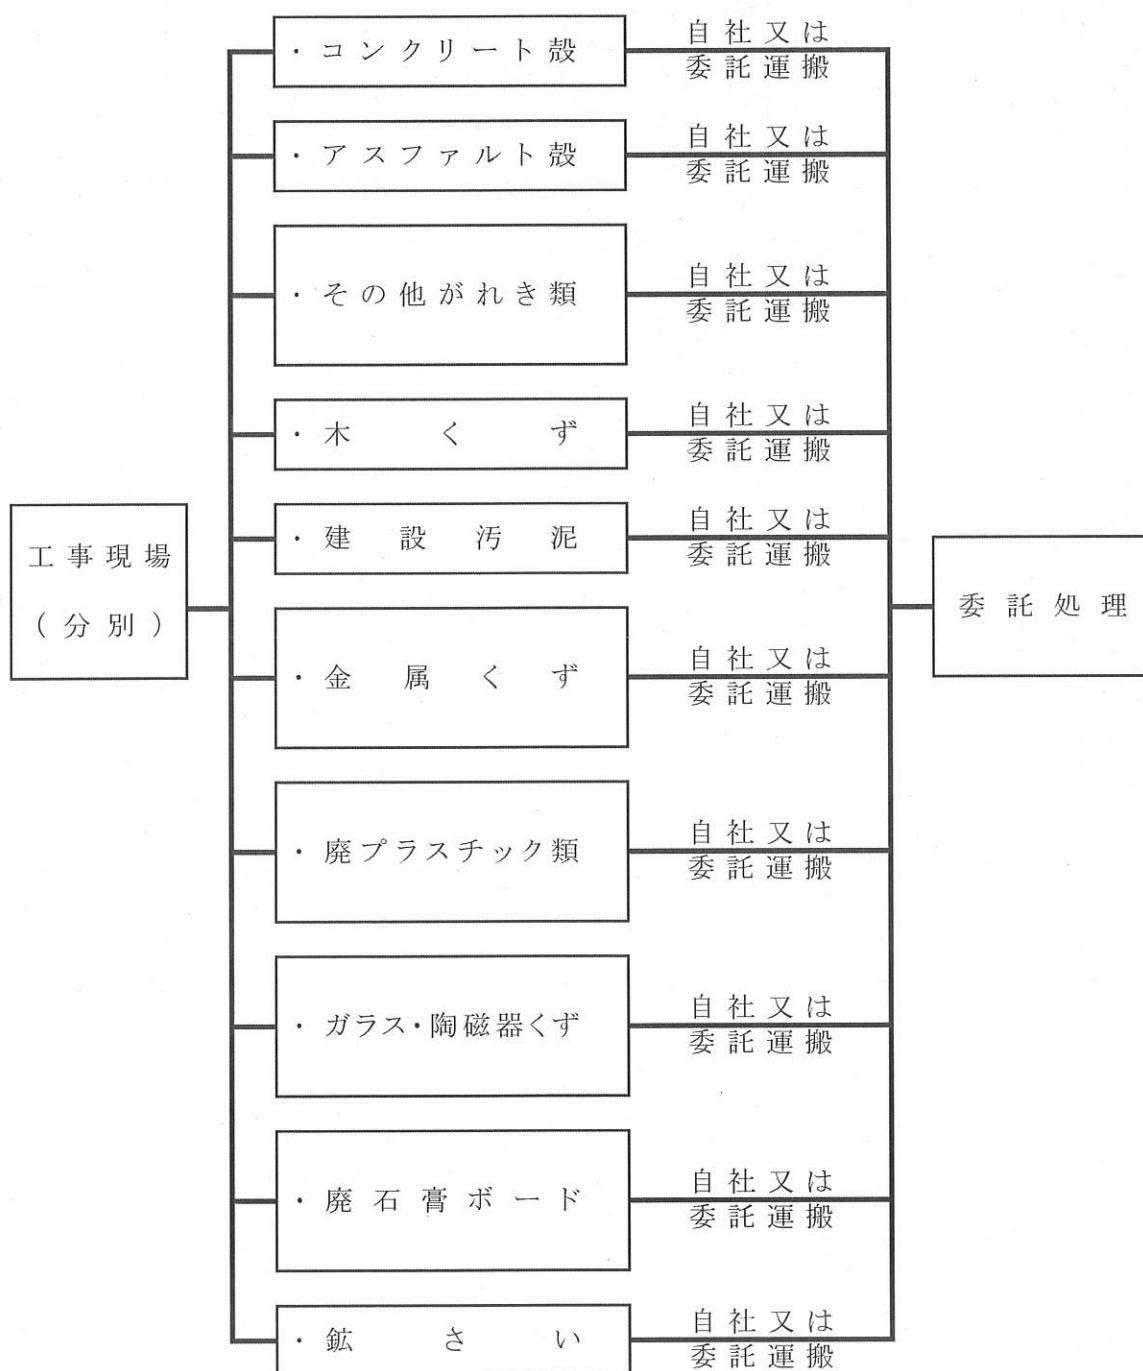 工事現場
(分別)
・コンクリート殻
自社又は
委託運搬
・アスファルト殻
自社又は
委託運搬
・その他がれき類
自社又は
委託運搬
・木くず
自社又は
委託運搬
・建設汚泥
自社又は
委託運搬
・金属くず
自社又は
委託運搬
・廃プラスチック類
自社又は
委託運搬
・ガラス・陶磁器くず
自社又は
委託運搬
・廃石膏ボード
自社又は
委託運搬
・鉱さい
自社又は
委託運搬
委託処理